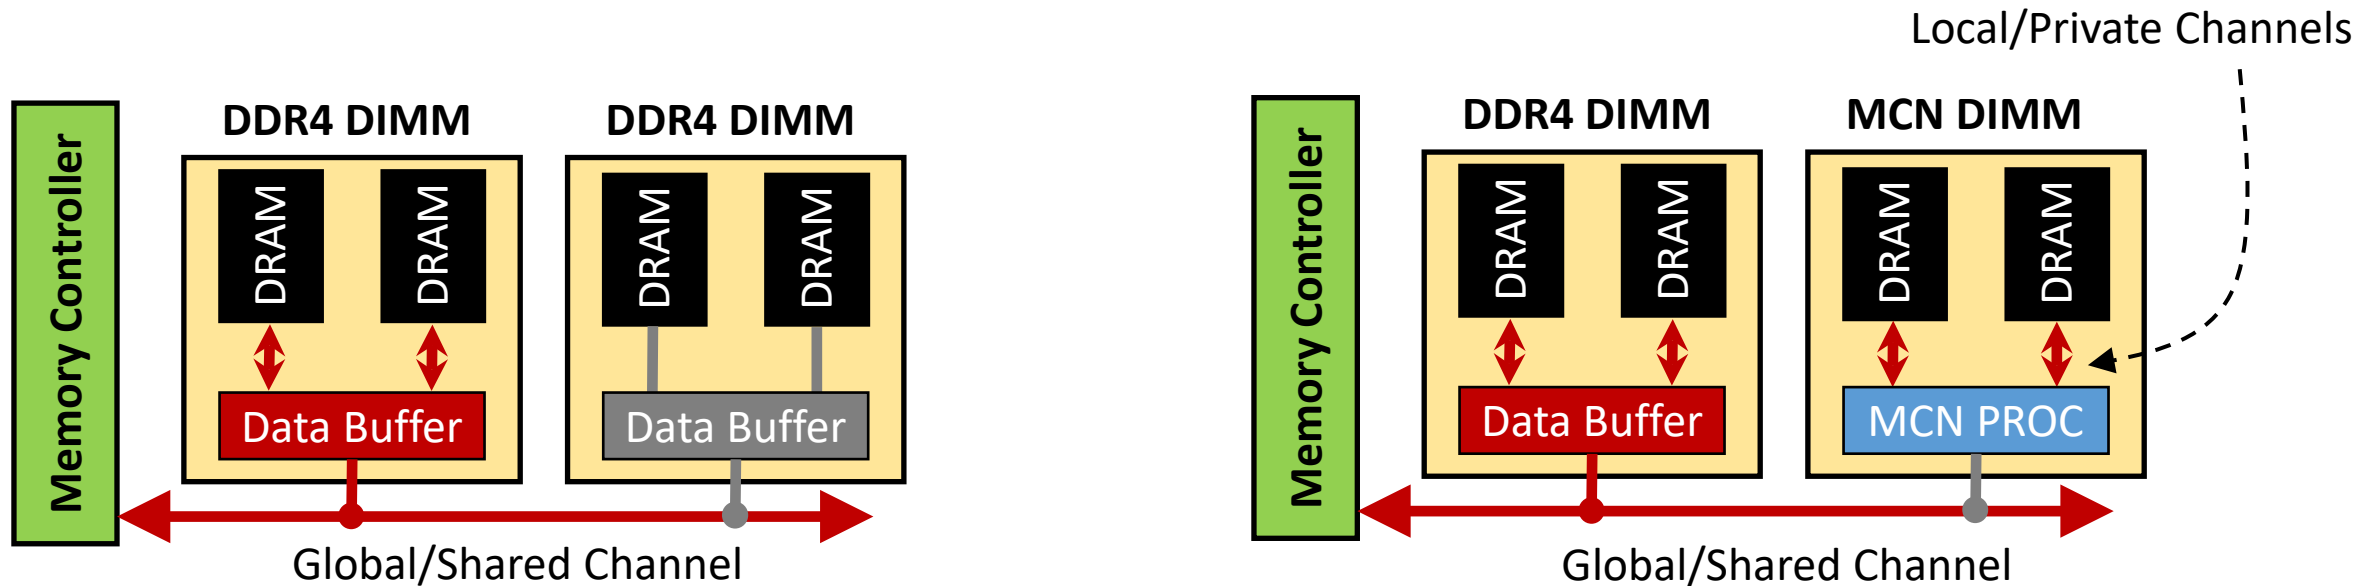 Local/Private Channels
Memory Controller
DDR4 DIMM
DRAM
DRAM
Data Buffer
DDR4 DIMM
DRAM
DRAM
Data Buffer
Global/Shared Channel
Memory Controller
DDR4 DIMM
DRAM
DRAM
Data Buffer
MCN DIMM
DRAM
DRAM
MCN PROC
Global/Shared Channel